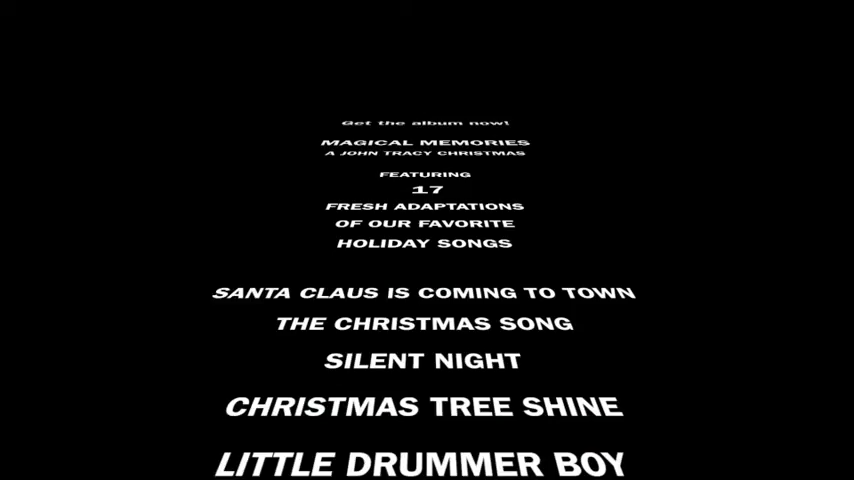 Get the album now!
MAGICAL MEMORIES
A JOHN TRACY CHRISTMAS
FEATURING
17
FRESH ADAPTATIONS
OF OUR FAVORITE
HOLIDAY SONGS
SANTA CLAUS IS COMING TO TOWN
THE CHRISTMAS SONG
SILENT NIGHT
CHRISTMAS TREE SHINE
LITTLE DRUMMER BOY